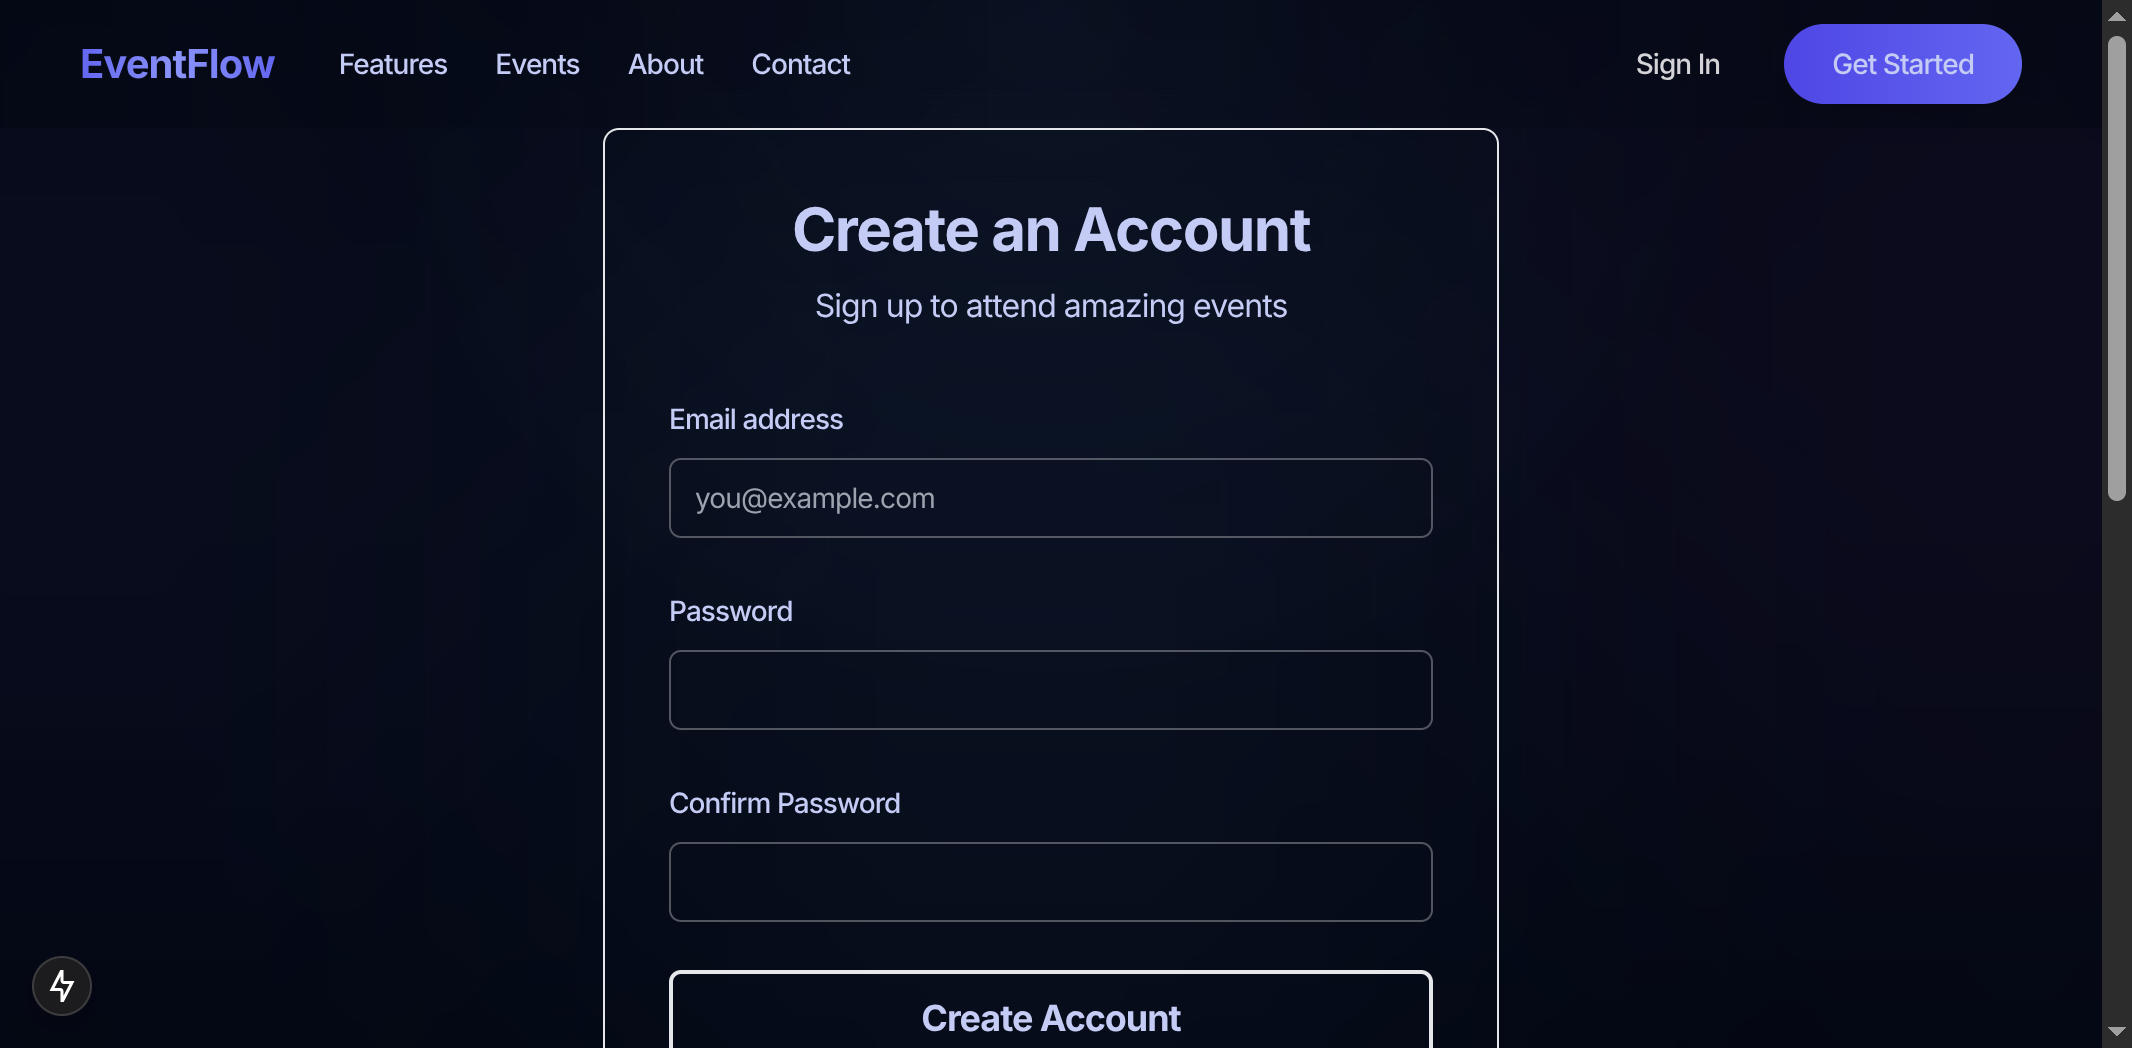 EventFlow Features Events About Contact Sign In Get Started
Create an Account
Sign up to attend amazing events
Email address
you@example.com
Password
Confirm Password
Create Account